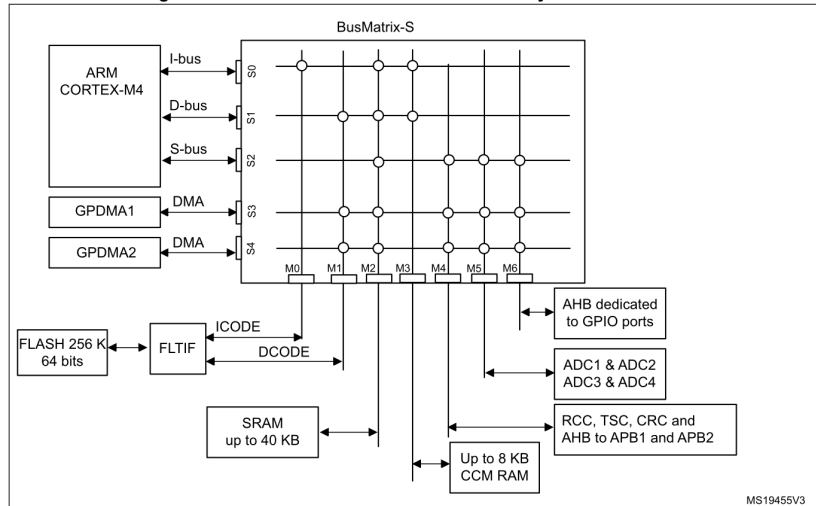 BusMatrix-S
ARM
CORTEX-M4
I-bus
S0
D-bus
S1
S-bus
S2
GPDMA1
DMA
S3
GPDMA2
DMA
S4
M0 M1 M2 M3 M4 M5 M6
AHB dedicated
to GPIO ports
ICODE
FLASH 256 K
64 bits
FLTIF
DCODE
ADC1 & ADC2
ADC3 & ADC4
SRAM
up to 40 KB
RCC, TSC, CRC and
AHB to APB1 and APB2
Up to 8 KB
CCM RAM
MS19455V3